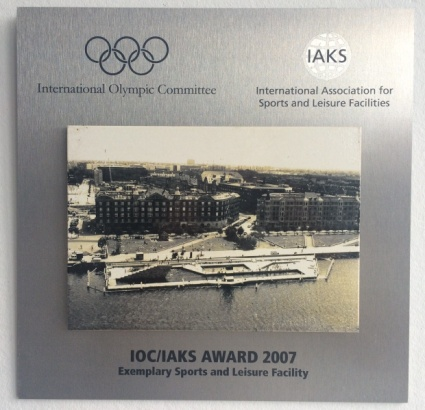 International Olympic Committee
IAKS
International Association for
Sports and Leisure Facilities
IOC/IAKS AWARD 2007
Exemplary Sports and Leisure Facility